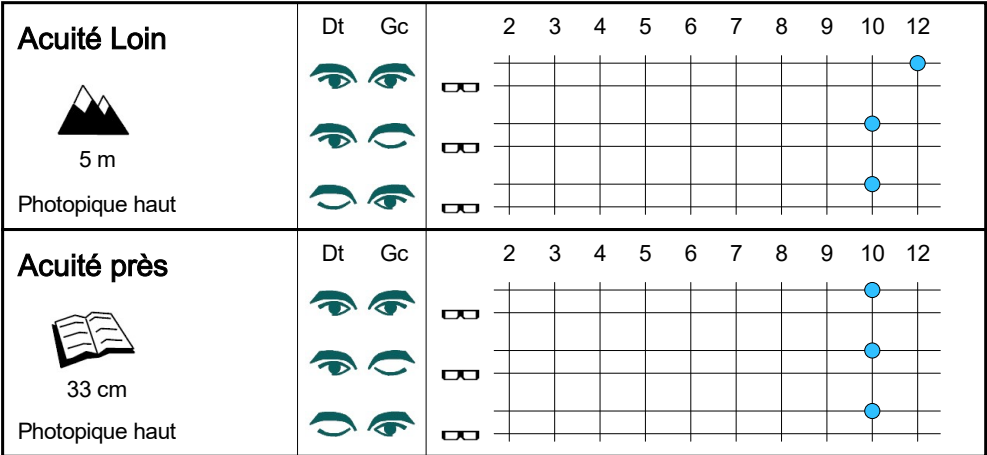 Acuité Loin
Dt Gc
2 3 4 5 6 7 8 9 10 12
5 m
Photopique haut
Acuité près
Dt Gc
2 3 4 5 6 7 8 9 10 12
33 cm
Photopique haut